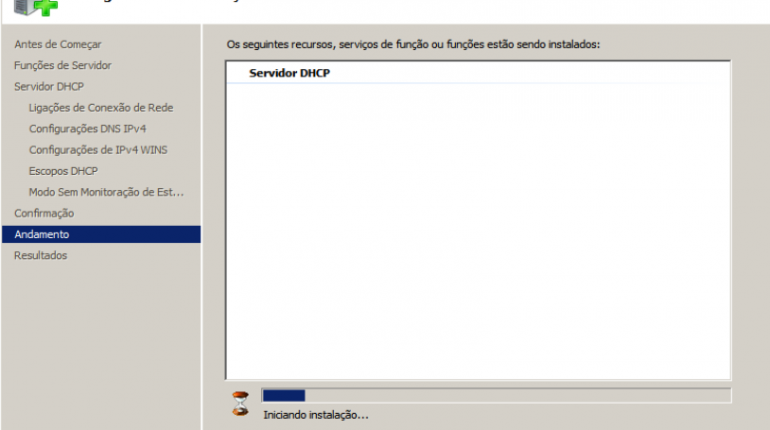 Antes de Começar
Funções de Servidor
Servidor DHCP
Ligações de Conexão de Rede
Configurações DNS IPv4
Configurações de IPv4 WINS
Escopos DHCP
Modo Sem Monitoração de Est...
Confirmação
Andamento
Resultados
Os seguintes recursos, serviços de função ou funções estão sendo instalados:
Servidor DHCP
Iniciando instalação...